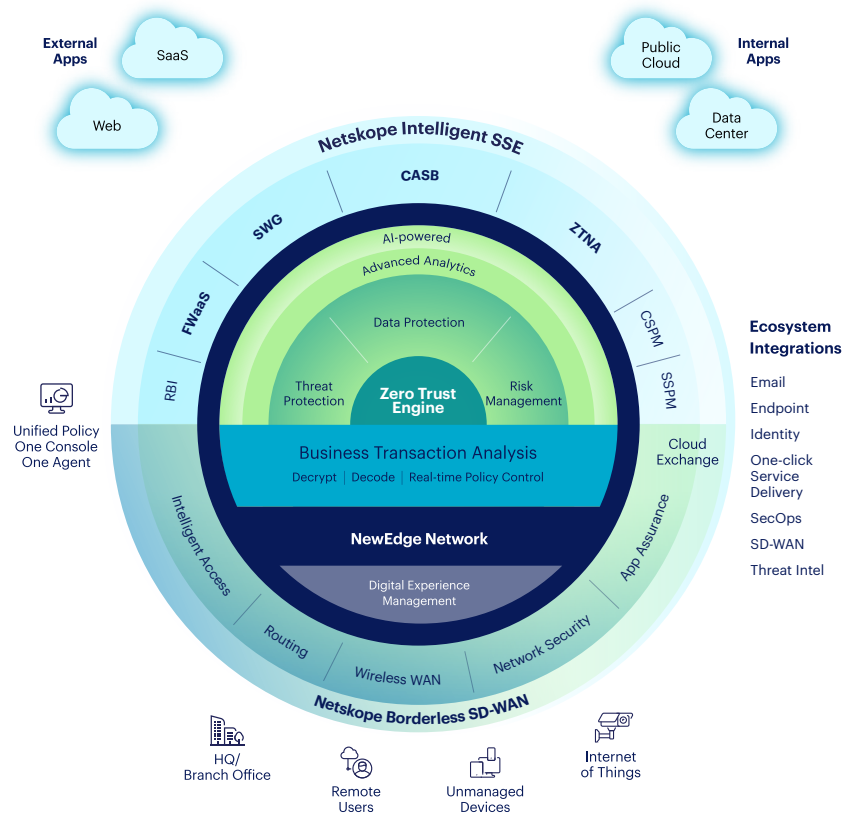 External
Apps
SaaS
Web
Public
Cloud
Internal
Apps
Data
Center
Netskope Intelligent SSE
RBI
FWaaS
SWG
CASB
ZTNA
CSPM
SSPM
AI-powered
Advanced Analytics
Data Protection
Threat
Protection
Zero Trust
Engine
Risk
Management
Business Transaction Analysis
Decrypt | Decode | Real-time Policy Control
NewEdge Network
Digital Experience
Management
Cloud
Exchange
Intelligent Access
Routing
Wireless WAN
Network Security
App Assurance
Netskope Borderless SD-WAN
Unified Policy
One Console
One Agent
Ecosystem
Integrations
Email
Endpoint
Identity
One-click
Service
Delivery
SecOps
SD-WAN
Threat Intel
HQ/
Branch Office
Remote
Users
Unmanaged
Devices
Internet
of Things